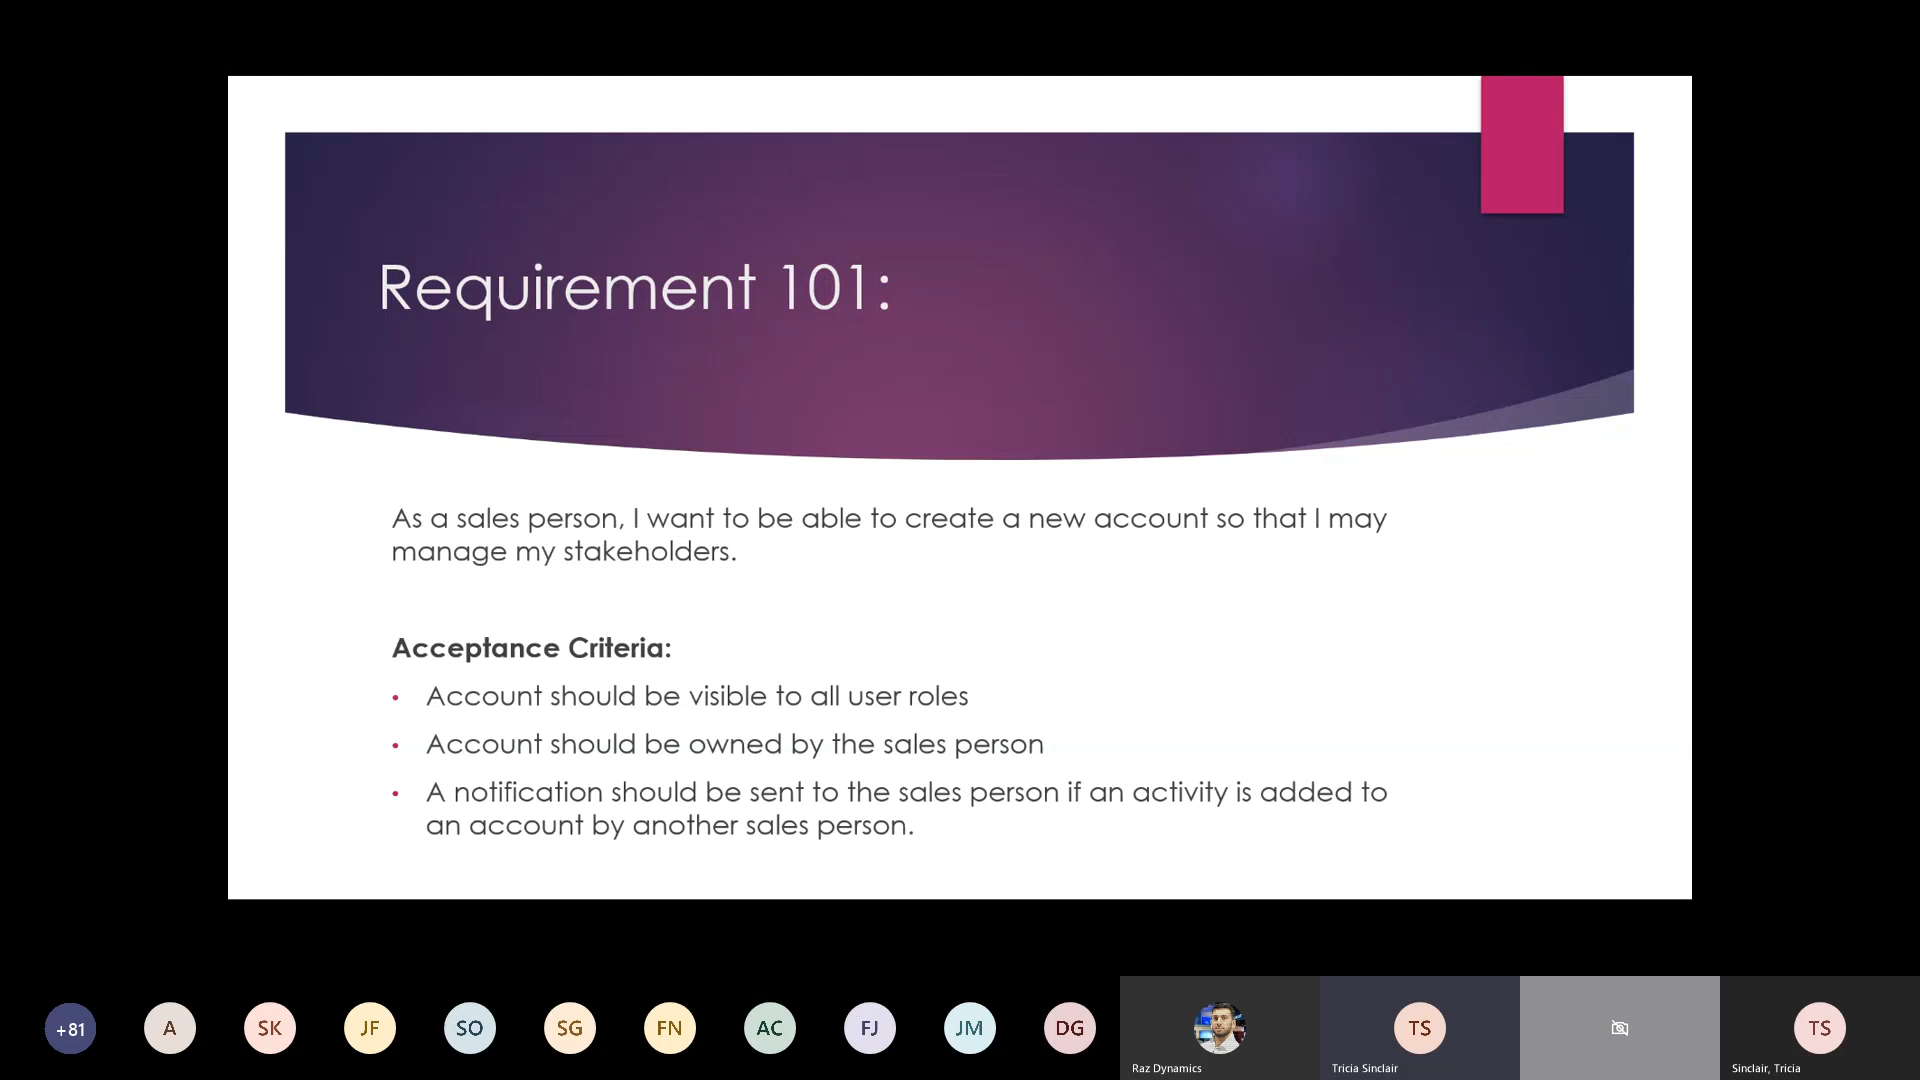 Requirement 101:
As a sales person, I want to be able to create a new account so that I may
manage my stakeholders.
Acceptance Criteria:
• Account should be visible to all user roles
• Account should be owned by the sales person
• A notification should be sent to the sales person if an activity is added to
an account by another sales person.
+81
A
SK
JF
SO
SG
FN
AC
FJ
JM
DG
Raz Dynamics
TS
Tricia Sinclair
TS
Sinclair, Tricia